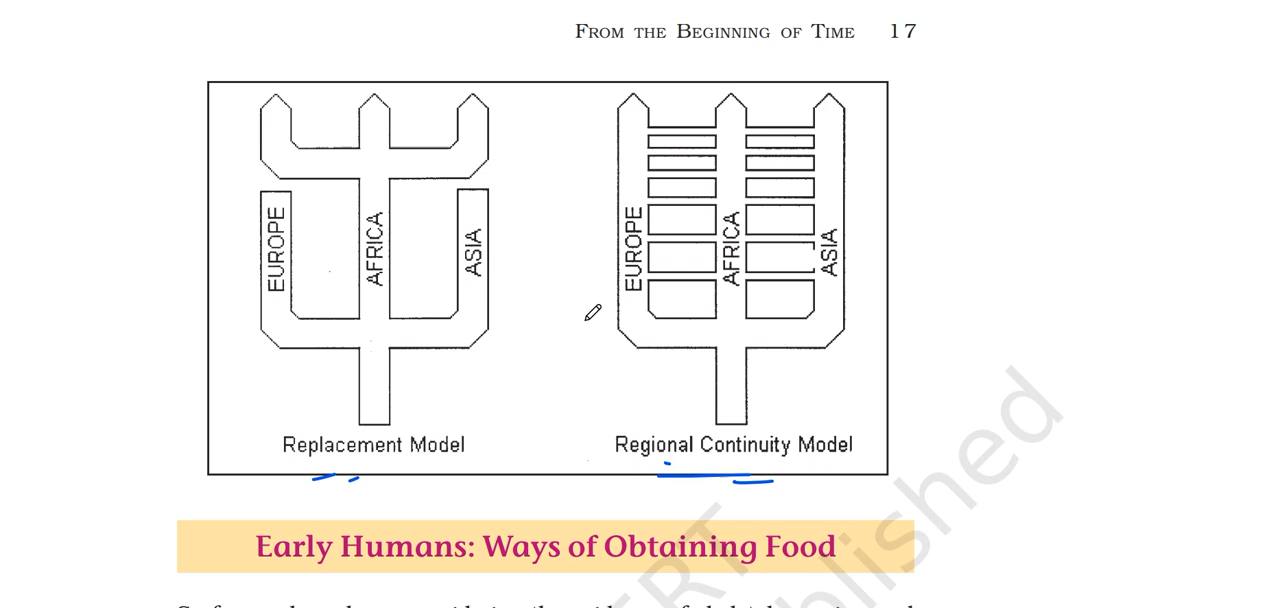 FROM THE BEGINNING OF TIME 17
EUROPE
AFRICA
ASIA
EUROPE
AFRICA
ASIA
Replacement Model
Regional Continuity Model
Early Humans: Ways of Obtaining Food